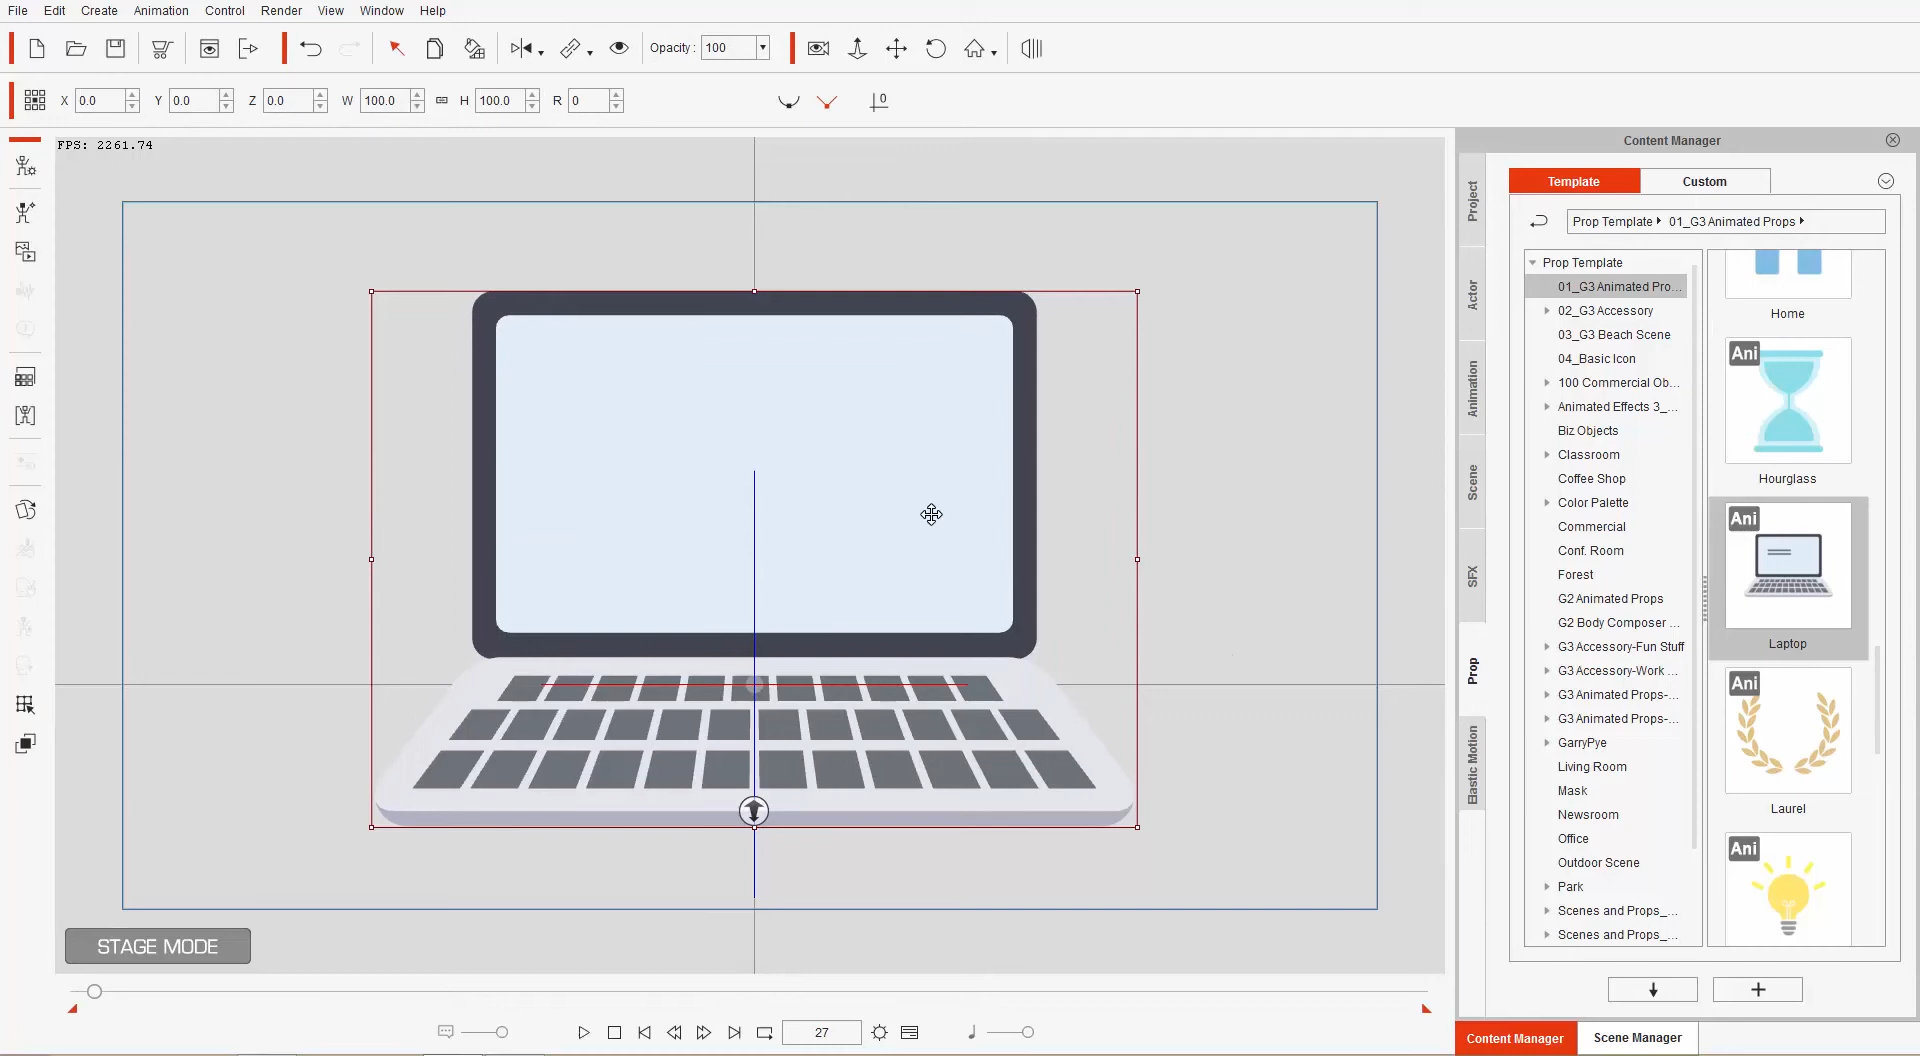 File Edit Create Animation Control Render View Window Help
Opacity : 100
X 0.0 Y 0.0 Z 0.0 W 100.0 H 100.0 R 0
0
FPS: 2261.74
STAGE MODE
27
Content Manager
Project
Actor
Animation
Scene
SFX
Prop
Elastic Motion
Template Custom
Prop Template 01_G3 Animated Props
Prop Template
01_G3 Animated Pro...
02_G3 Accessory
03_G3 Beach Scene
04_Basic Icon
100 Commercial Ob...
Animated Effects 3_...
Biz Objects
Classroom
Coffee Shop
Color Palette
Commercial
Conf. Room
Forest
G2 Animated Props
G2 Body Composer ...
G3 Accessory-Fun Stuff
G3 Accessory-Work ...
G3 Animated Props-...
G3 Animated Props-...
GarryPye
Living Room
Mask
Newsroom
Office
Outdoor Scene
Park
Scenes and Props_...
Scenes and Props_...
Home
Ani
Hourglass
Ani
Laptop
Ani
Laurel
Ani
Content Manager Scene Manager